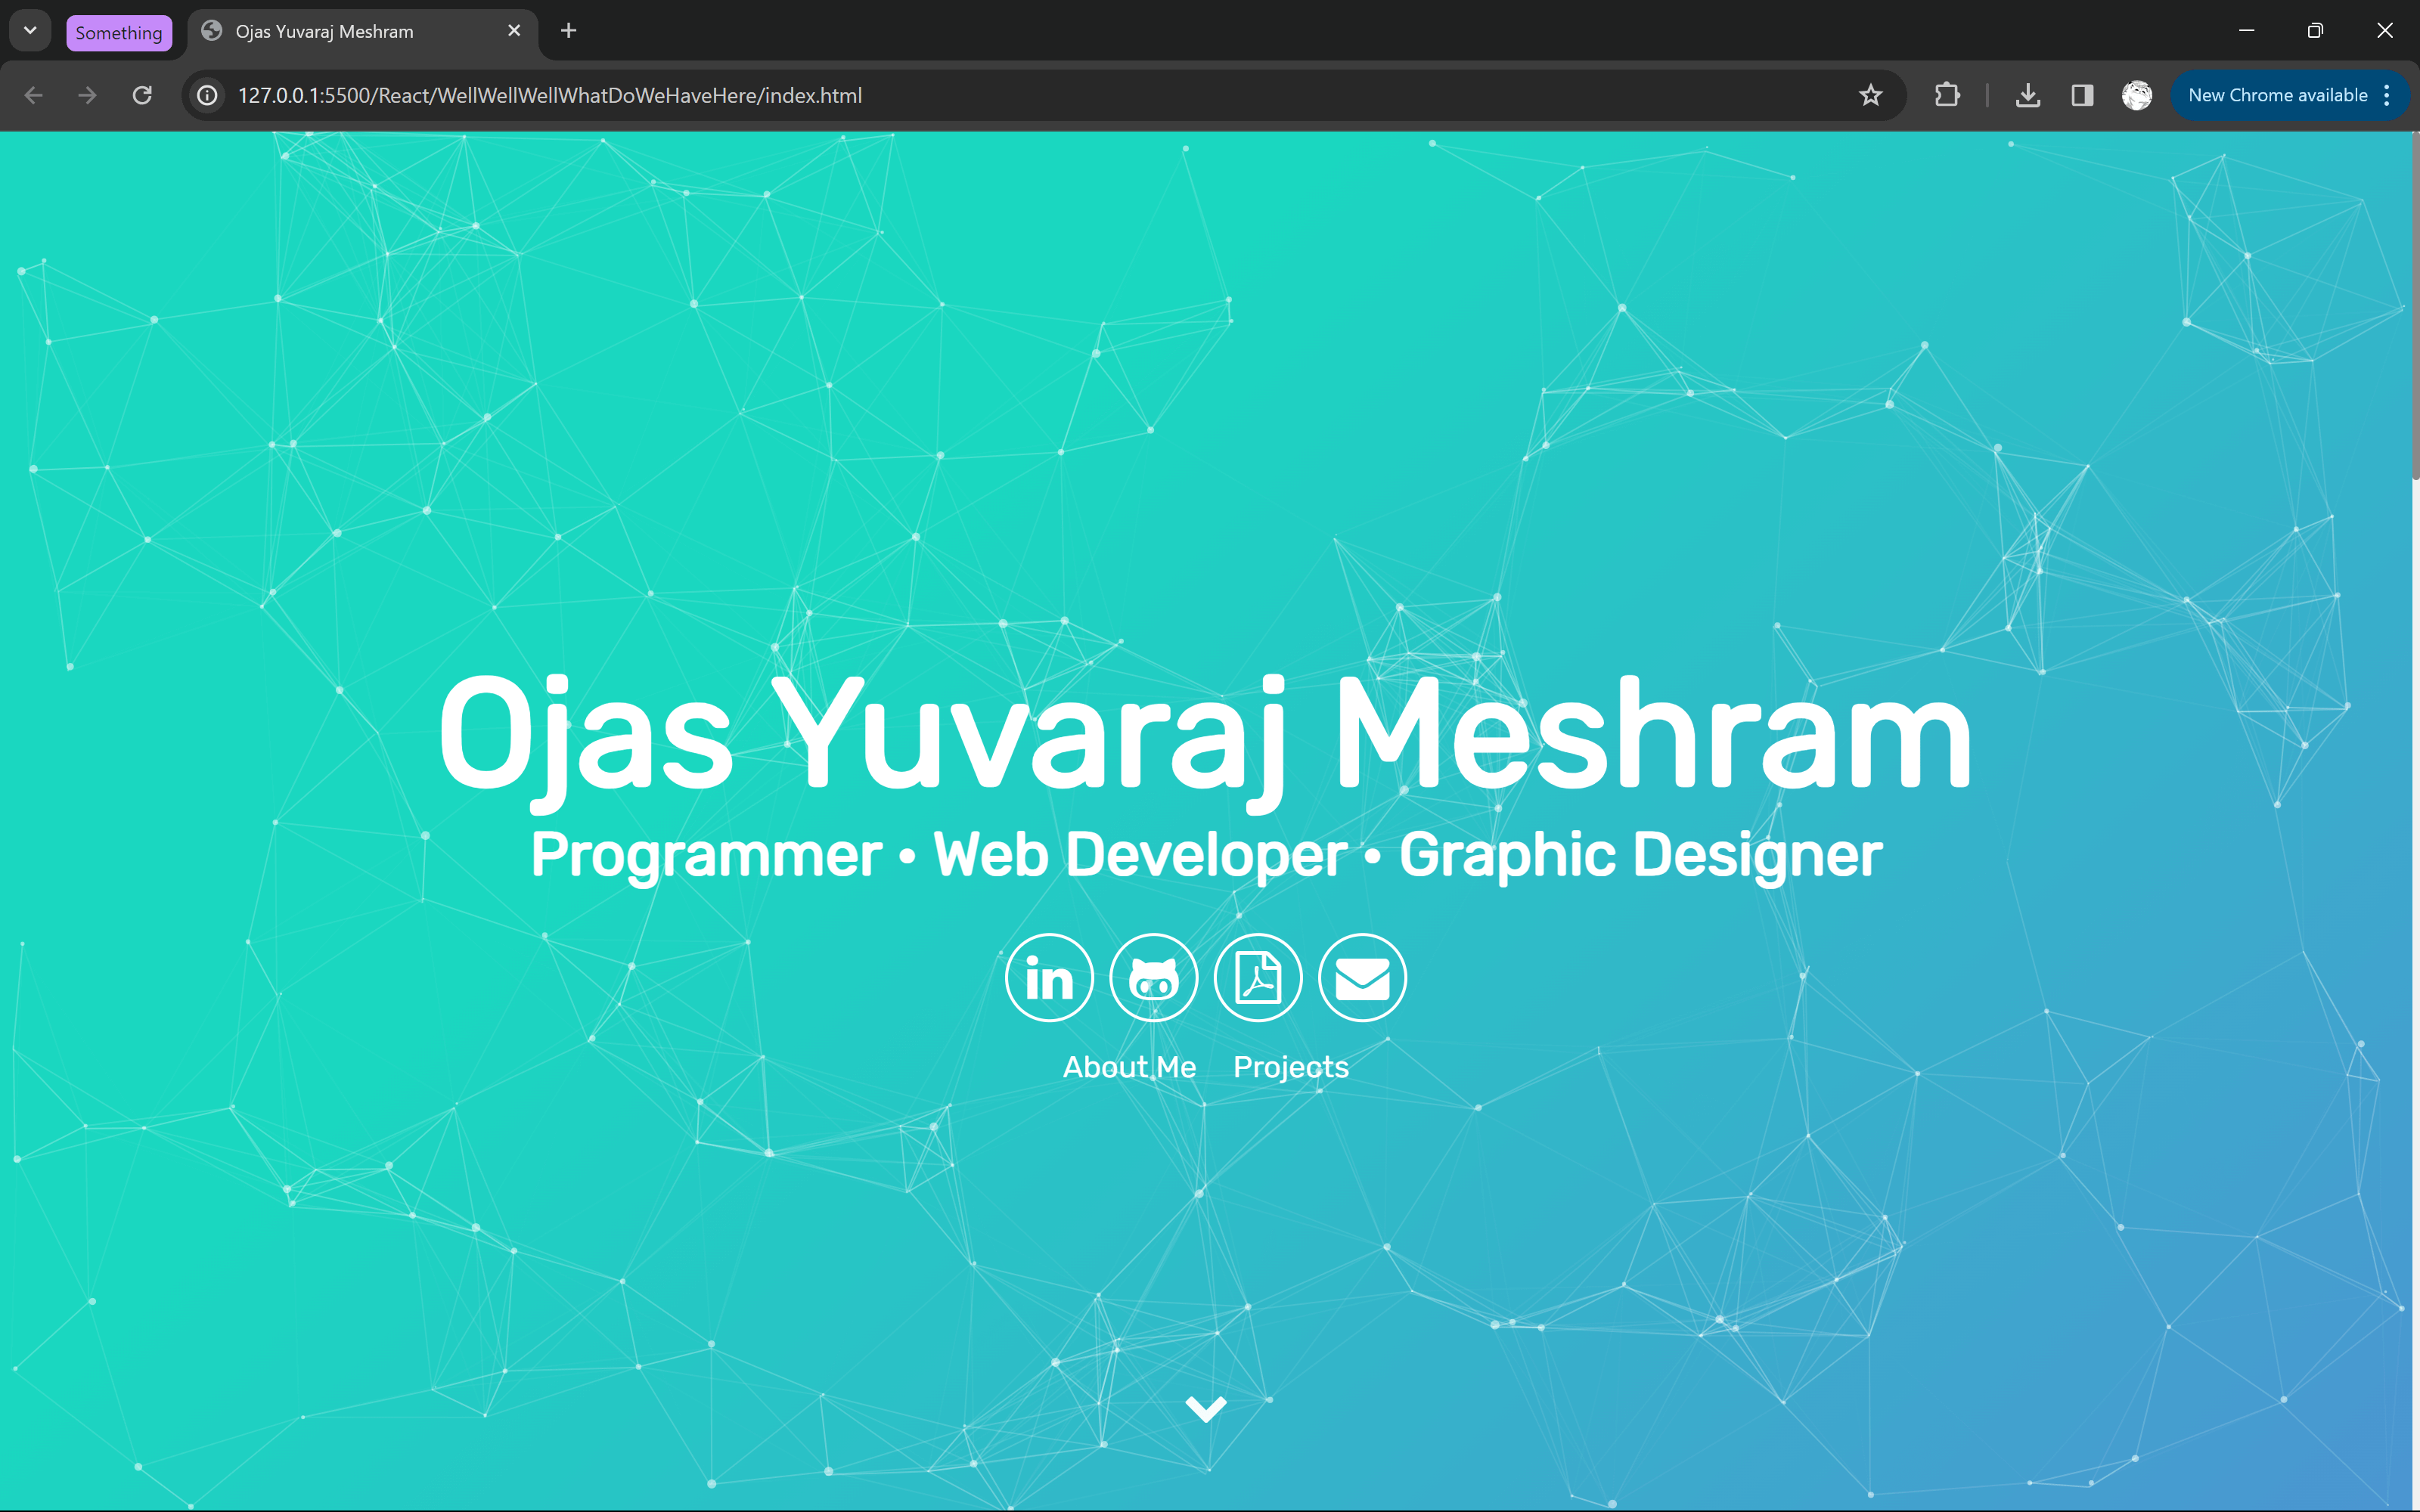 Something
Ojas Yuvaraj Meshram
127.0.0.1:5500/React/WellWellWellWhatDoWeHaveHere/index.html
New Chrome available
Ojas Yuvaraj Meshram
Programmer • Web Developer • Graphic Designer
in
About Me Projects